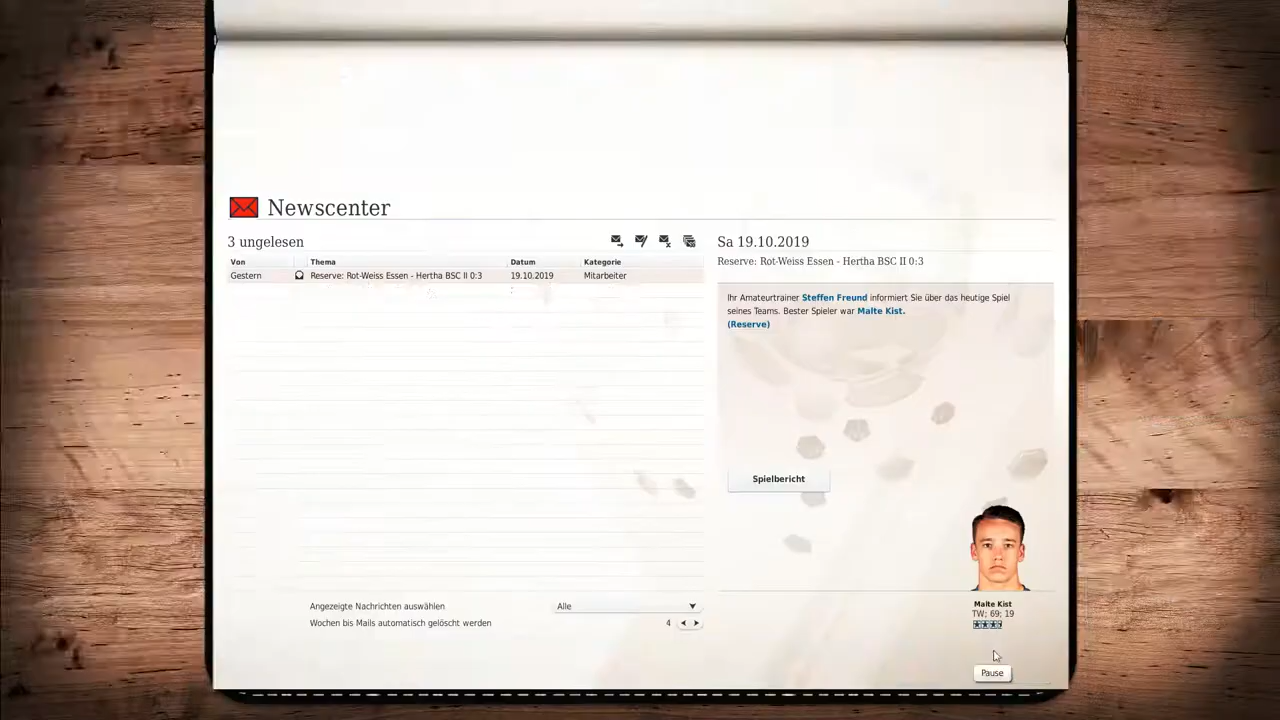 Newscenter
3 ungelesen
Von Thema Datum Kategorie
Gestern Reserve: Rot-Weiss Essen - Hertha BSC II 0:3 19.10.2019 Mitarbeiter
Angezeigte Nachrichten auswählen Alle
Wochen bis Mails automatisch gelöscht werden 4
Sa 19.10.2019
Reserve: Rot-Weiss Essen - Hertha BSC II 0:3
Ihr Amateurtrainer Steffen Freund informiert Sie über das heutige Spiel
seines Teams. Bester Spieler war Malte Kist.
(Reserve)
Spielbericht
Malte Kist
TW; 69; 19
Pause